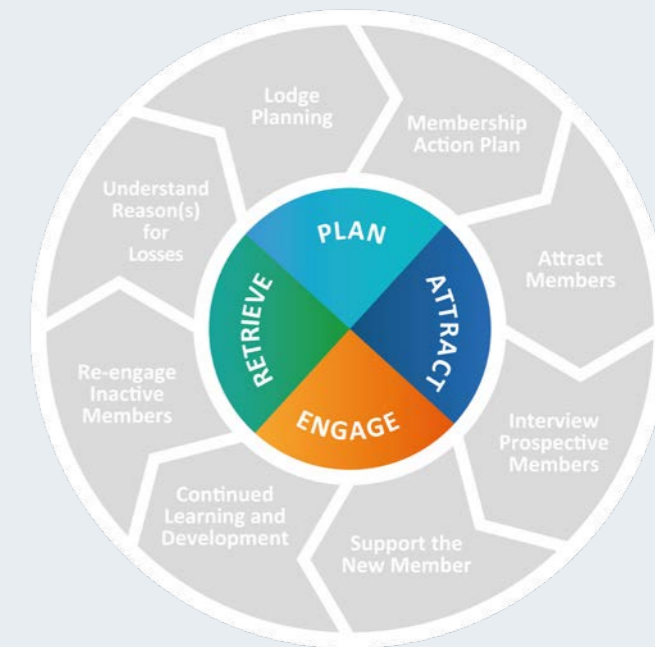 Lodge
Planning
Membership
Action Plan
Attract
Members
Interview
Prospective
Members
Support the
New Member
Continued
Learning and
Development
Re-engage
Inactive
Members
Understand
Reason(s)
for
Losses
PLAN
ATTRACT
ENGAGE
RETRIEVE